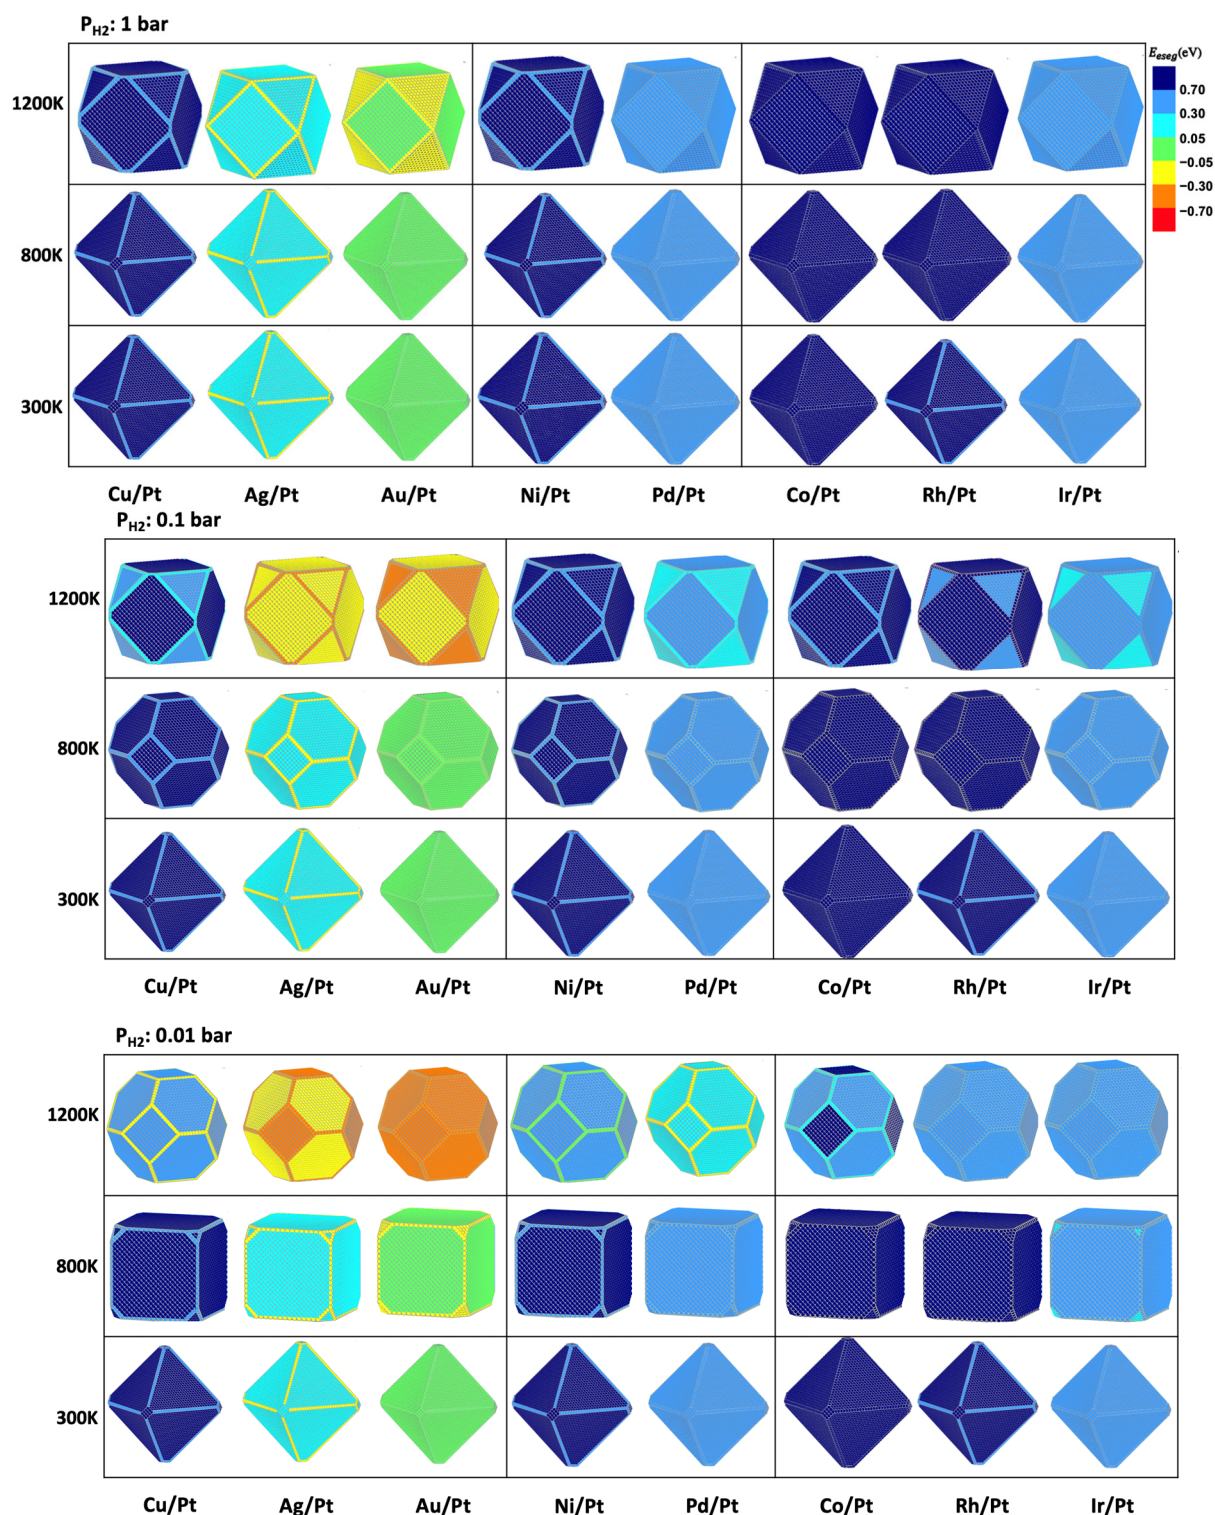 P_H2: 1 bar
E_eseg(eV)
0.70
0.30
0.05
−0.05
−0.30
−0.70
1200K
800K
300K
Cu/Pt Ag/Pt Au/Pt Ni/Pt Pd/Pt Co/Pt Rh/Pt Ir/Pt
P_H2: 0.1 bar
1200K
800K
300K
Cu/Pt Ag/Pt Au/Pt Ni/Pt Pd/Pt Co/Pt Rh/Pt Ir/Pt
P_H2: 0.01 bar
1200K
800K
300K
Cu/Pt Ag/Pt Au/Pt Ni/Pt Pd/Pt Co/Pt Rh/Pt Ir/Pt